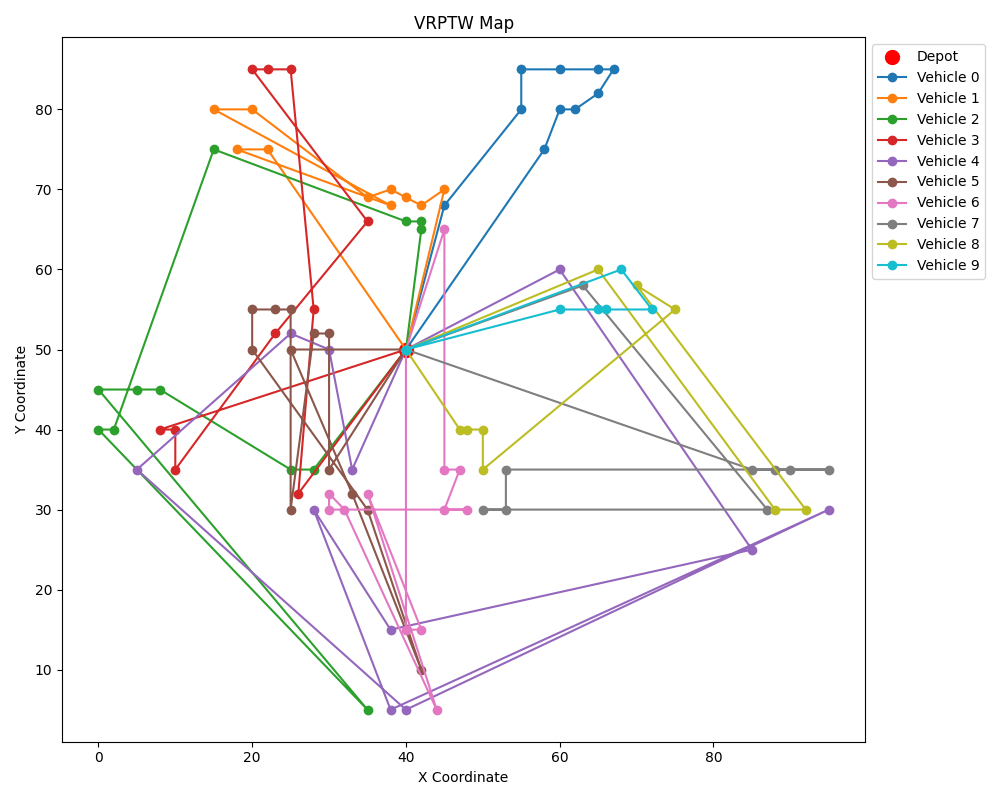 VRPTW Map
Y Coordinate
80
70
60
50
40
30
20
10
0
20
40
60
80
X Coordinate
Depot
Vehicle 0
Vehicle 1
Vehicle 2
Vehicle 3
Vehicle 4
Vehicle 5
Vehicle 6
Vehicle 7
Vehicle 8
Vehicle 9